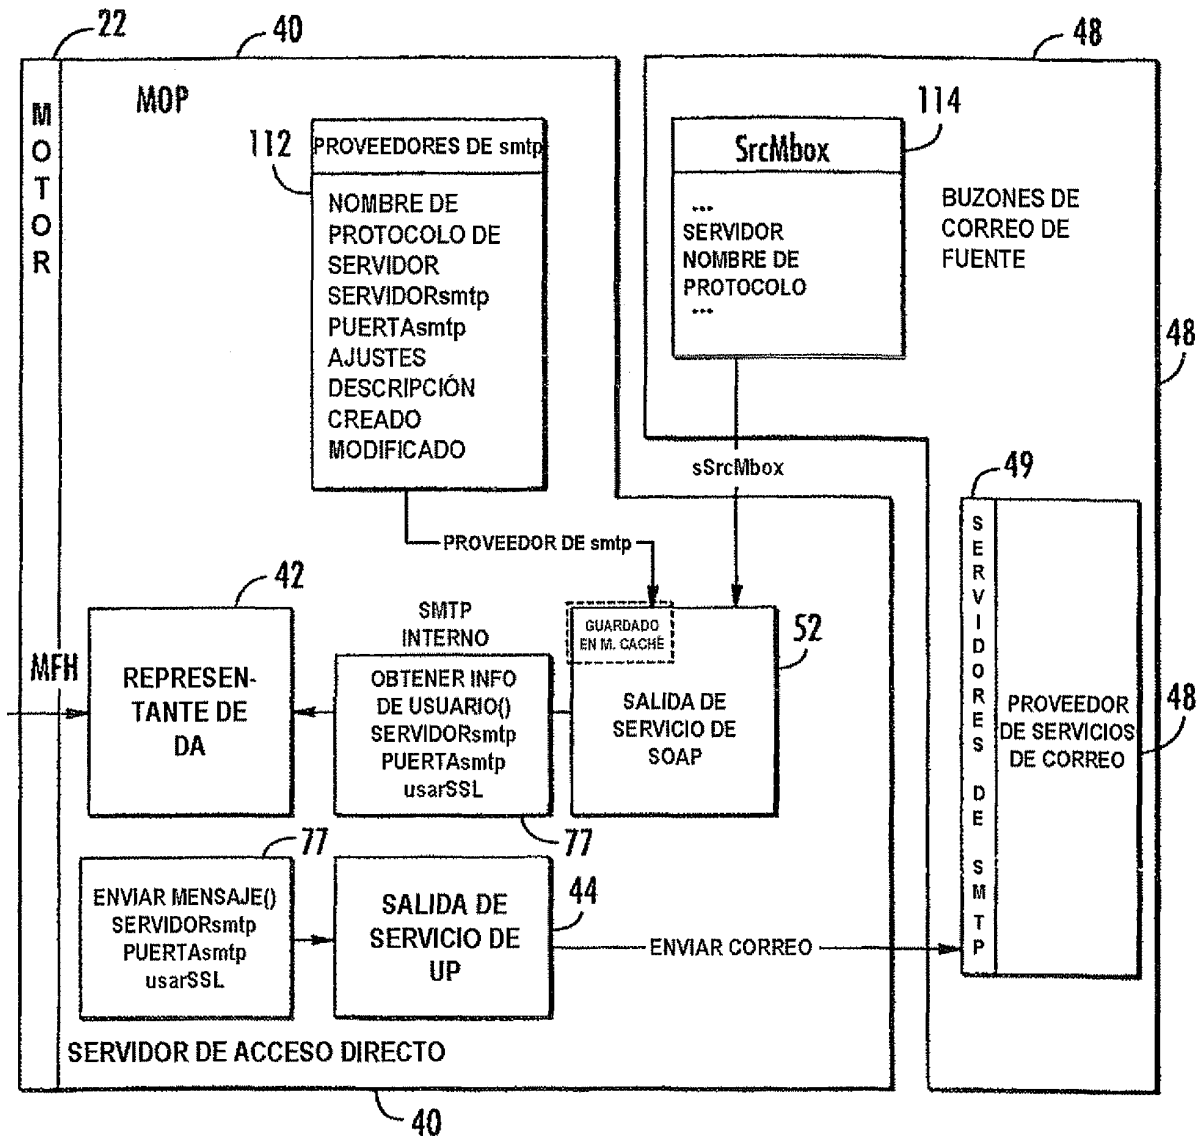 22
40
48
MOTOR
MOP
112
PROVEEDORES DE smtp
NOMBRE DE
PROTOCOLO DE
SERVIDOR
SERVIDORsmtp
PUERTAsmtp
AJUSTES
DESCRIPCIÓN
CREADO
MODIFICADO
114
SrcMbox
...
SERVIDOR
NOMBRE DE
PROTOCOLO
...
BUZONES DE
CORREO DE
FUENTE
48
sSrcMbox
49
PROVEEDOR DE smtp
42
SMTP
INTERNO
GUARDADO
EN M. CACHÉ
52
MFH
REPRESEN-
TANTE DE
DA
OBTENER INFO
DE USUARIO()
SERVIDORsmtp
PUERTAsmtp
usarSSL
SALIDA DE
SERVICIO DE
SOAP
SERVIDORES DE SMTP
PROVEEDOR
DE SERVICIOS
DE CORREO
48
77
77
ENVIAR MENSAJE()
SERVIDORsmtp
PUERTAsmtp
usarSSL
SALIDA DE
SERVICIO DE
UP
44
ENVIAR CORREO
SERVIDOR DE ACCESO DIRECTO
40